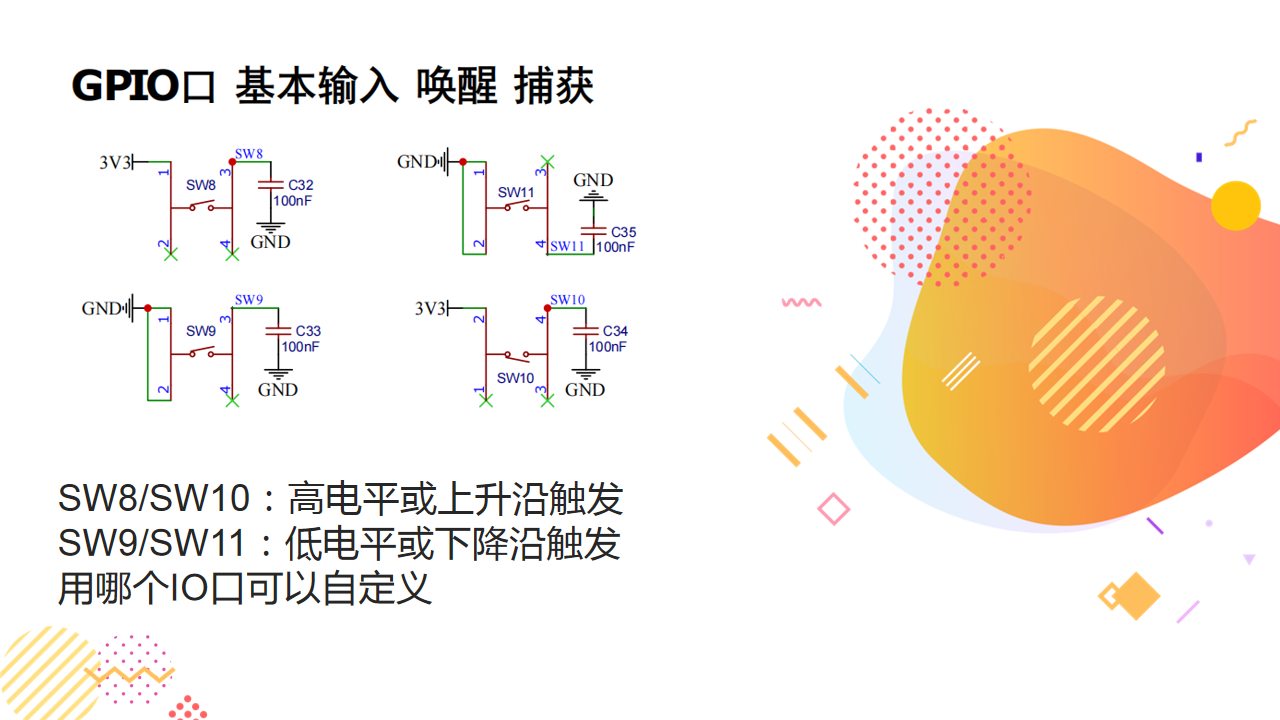 GPIO口 基本输入 唤醒 捕获
3V3
1
2
SW8
3
4
SW8
C32
100nF
GND
GND
1
2
SW11
3
4
SW11
GND
C35
100nF
GND
1
2
SW9
3
4
SW9
C33
100nF
GND
3V3
2
1
SW10
4
3
SW10
C34
100nF
GND
SW8/SW10：高电平或上升沿触发
SW9/SW11：低电平或下降沿触发
用哪个IO口可以自定义